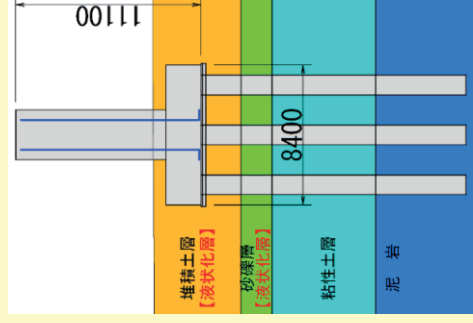 11100
8400
堆積土層
【液状化層】
砂礫層
【液状化層】
粘性土層
泥 岩